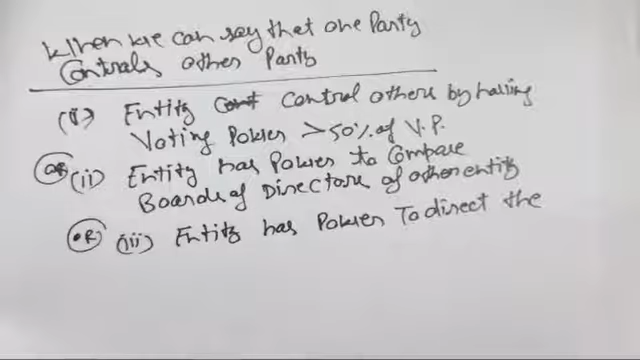 When we can say that one Party
Controls other Party
(i) Entity Cont Control others by having
Voting Power >50% of V.P.
OR (ii) Entity has Power to Compose
Boards of Directors of other entity
OR (iii) Entity has Power To direct the